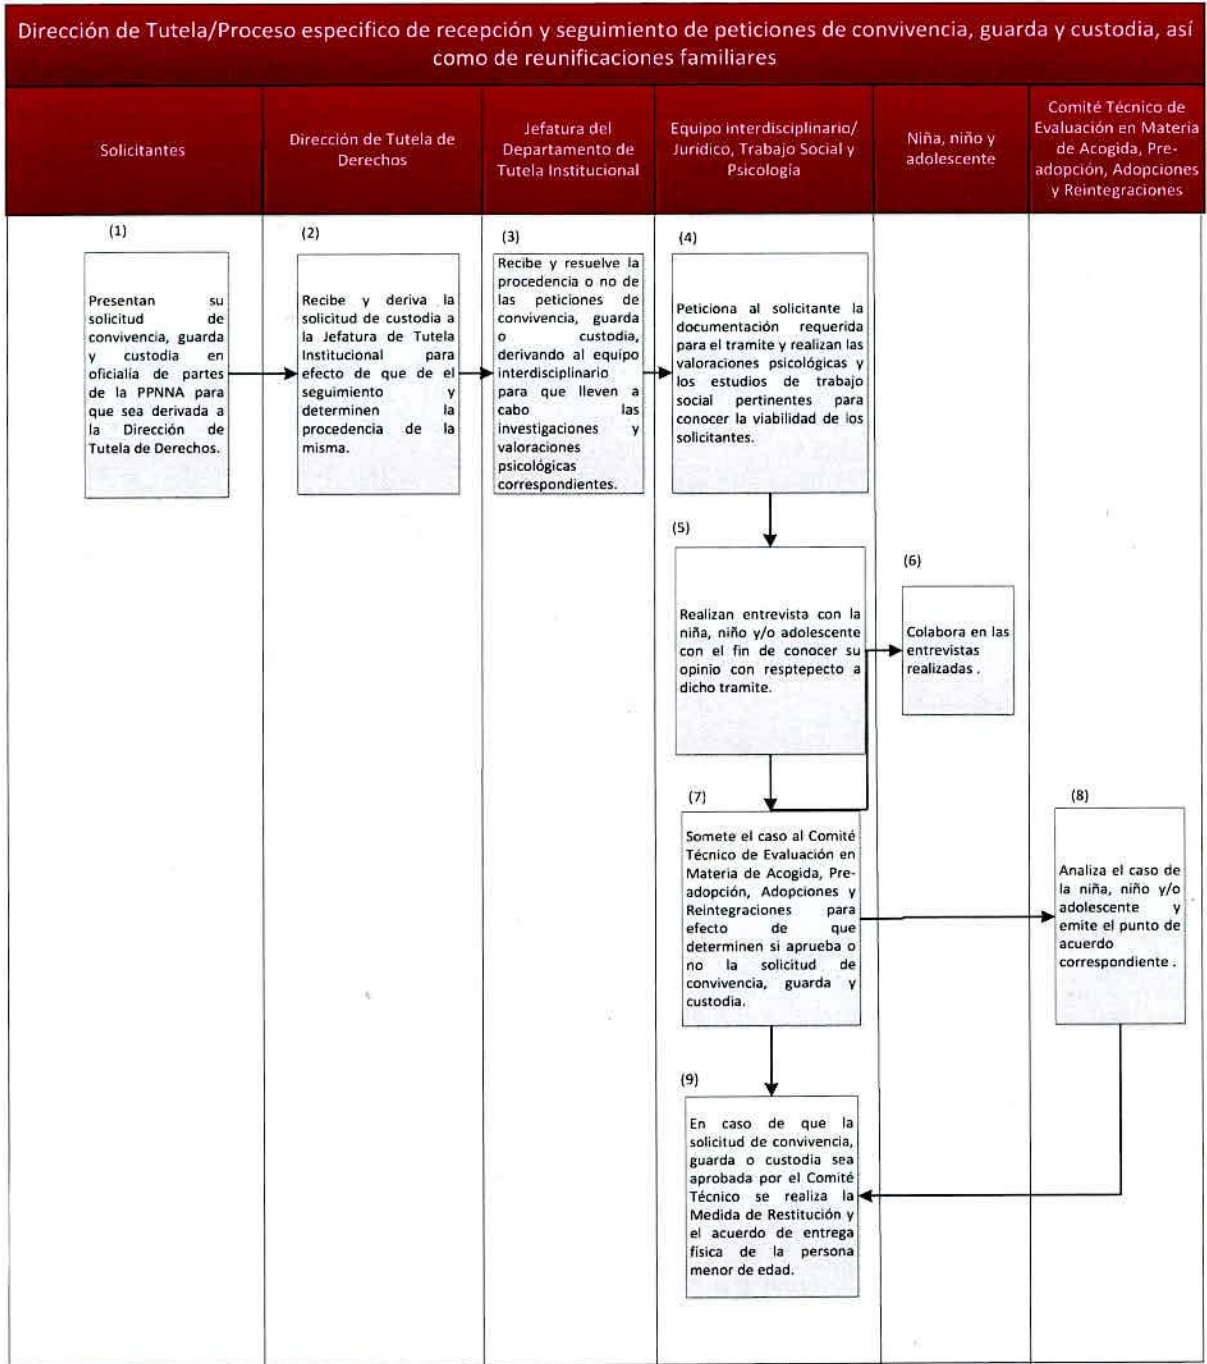 Dirección de Tutela/Proceso especifico de recepción y seguimiento de peticiones de convivencia, guarda y custodia, así
como de reunificaciones familiares
Solicitantes
Dirección de Tutela de
Derechos
Jefatura del
Departamento de
Tutela Institucional
Equipo interdisciplinario/
Jurídico, Trabajo Social y
Psicología
Niña, niño y
adolescente
Comité Técnico de
Evaluación en Materia
de Acogida, Pre-
adopción, Adopciones
y Reintegraciones
(1)
Presentan su
solicitud de
convivencia, guarda
y custodia en
oficialía de partes
de la PPNNA para
que sea derivada a
la Dirección de
Tutela de Derechos.
(2)
Recibe y deriva la
solicitud de custodia a
la Jefatura de Tutela
Institucional para
efecto de que de el
seguimiento y
determinen la
procedencia de la
misma.
(3)
Recibe y resuelve la
procedencia o no de
las peticiones de
convivencia, guarda
o custodia,
derivando al equipo
interdisciplinario
para que lleven a
cabo las
investigaciones y
valoraciones
psicológicas
correspondientes.
(4)
Peticiona al solicitante la
documentación requerida
para el tramite y realizan las
valoraciones psicológicas y
los estudios de trabajo
social pertinentes para
conocer la viabilidad de los
solicitantes.
(5)
Realizan entrevista con la
niña, niño y/o adolescente
con el fin de conocer su
opinio con resptepecto a
dicho tramite.
(6)
Colabora en las
entrevistas
realizadas .
(7)
Somete el caso al Comité
Técnico de Evaluación en
Materia de Acogida, Pre-
adopción, Adopciones y
Reintegraciones para
efecto de que
determinen si aprueba o
no la solicitud de
convivencia, guarda y
custodia.
(8)
Analiza el caso de
la niña, niño y/o
adolescente y
emite el punto de
acuerdo
correspondiente .
(9)
En caso de que la
solicitud de convivencia,
guarda o custodia sea
aprobada por el Comité
Técnico se realiza la
Medida de Restitución y
el acuerdo de entrega
física de la persona
menor de edad.